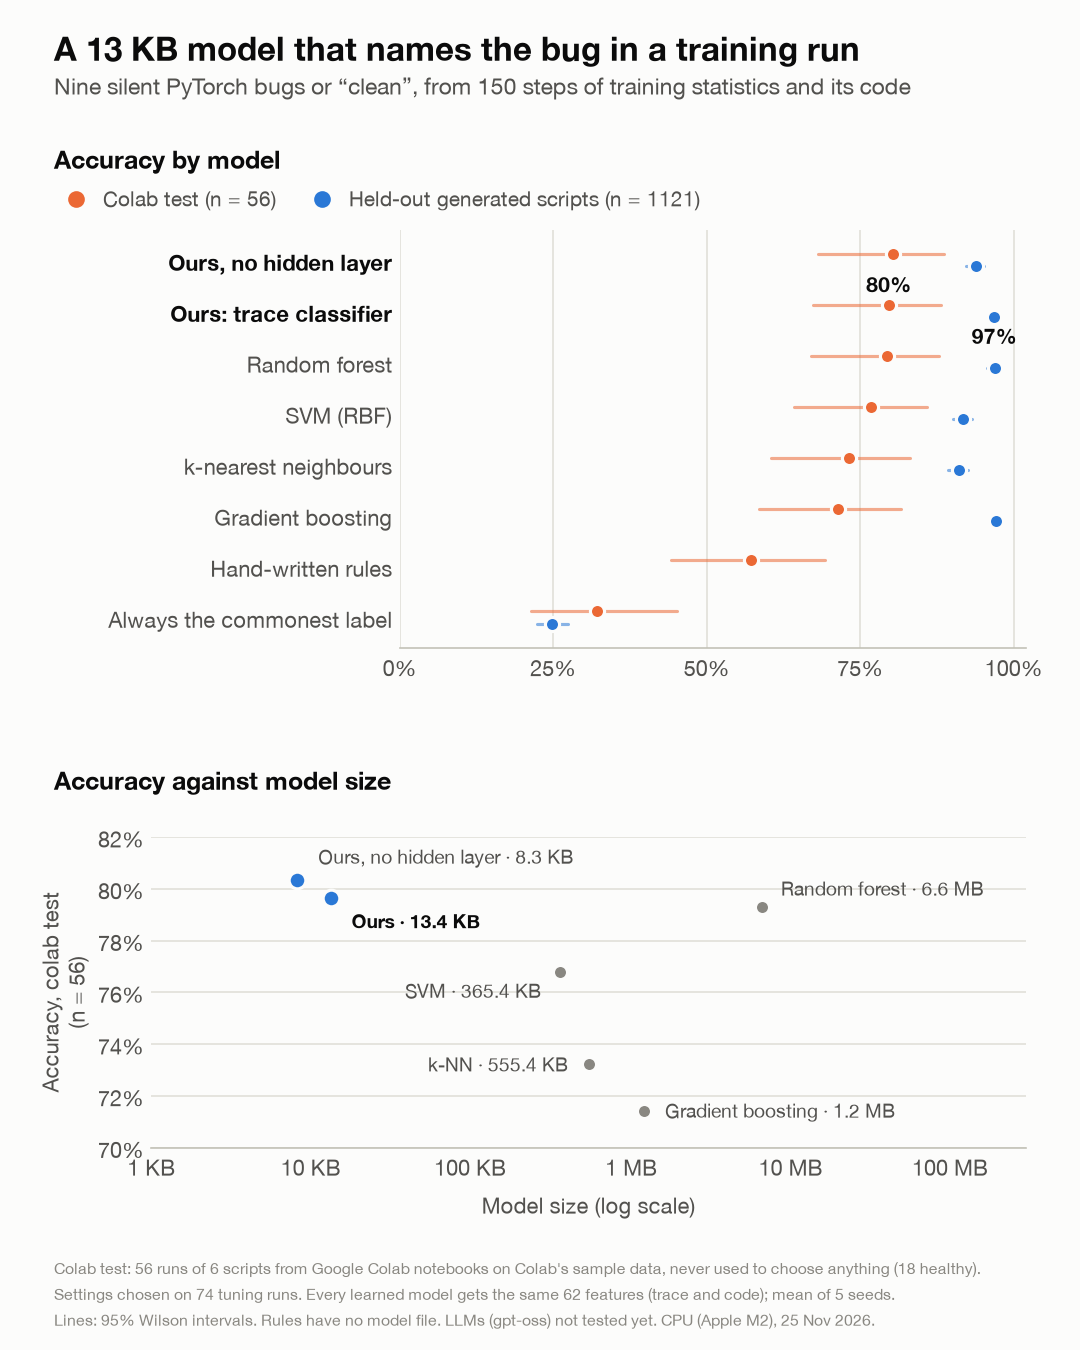 A 13 KB model that names the bug in a training run
Nine silent PyTorch bugs or “clean”, from 150 steps of training statistics and its code
Accuracy by model
Colab test (n = 56)
Held-out generated scripts (n = 1121)
Ours, no hidden layer
80%
Ours: trace classifier
97%
Random forest
SVM (RBF)
k-nearest neighbours
Gradient boosting
Hand-written rules
Always the commonest label
0%
25%
50%
75%
100%
Accuracy against model size
Accuracy, colab test
(n = 56)
82%
80%
78%
76%
74%
72%
70%
Ours, no hidden layer · 8.3 KB
Random forest · 6.6 MB
Ours · 13.4 KB
SVM · 365.4 KB
k-NN · 555.4 KB
Gradient boosting · 1.2 MB
1 KB
10 KB
100 KB
1 MB
10 MB
100 MB
Model size (log scale)
Colab test: 56 runs of 6 scripts from Google Colab notebooks on Colab's sample data, never used to choose anything (18 healthy).
Settings chosen on 74 tuning runs. Every learned model gets the same 62 features (trace and code); mean of 5 seeds.
Lines: 95% Wilson intervals. Rules have no model file. LLMs (gpt-oss) not tested yet. CPU (Apple M2), 25 Nov 2026.